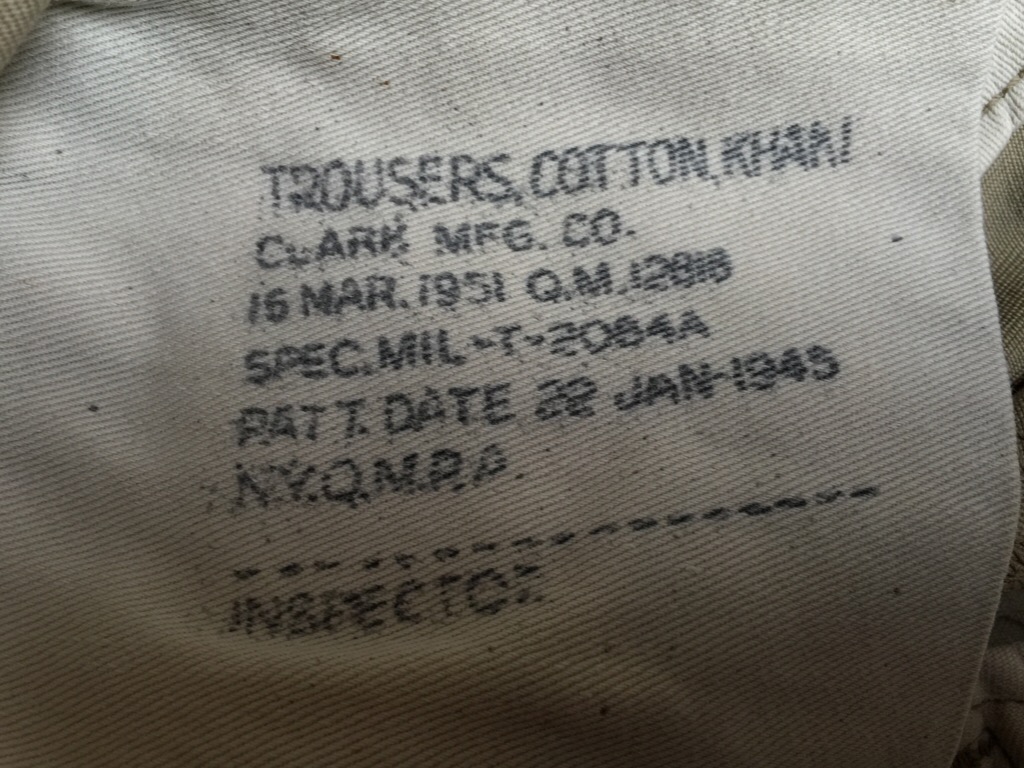 TROUSERS, COTTON, KHAKI
CLARK MFG. CO.
16 MAR. 1951 Q.M. 12818
SPEC. MIL-T-2064A
PATT. DATE 22 JAN-1945
N.Y.Q.M.P.A.
INSPECTOR